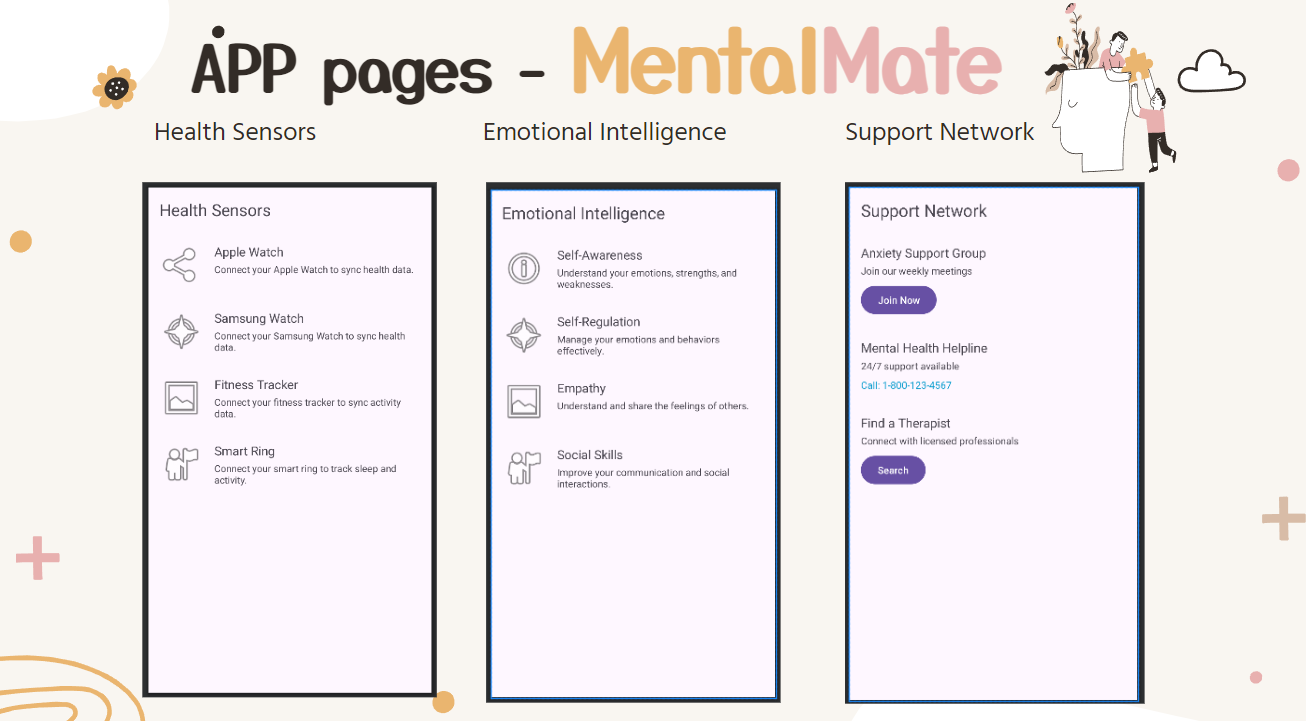 APP pages - MentalMate
Health Sensors
Emotional Intelligence
Support Network
Health Sensors
Apple Watch
Connect your Apple Watch to sync health data.
Samsung Watch
Connect your Samsung Watch to sync health
data.
Fitness Tracker
Connect your fitness tracker to sync activity
data.
Smart Ring
Connect your smart ring to track sleep and
activity.
Emotional Intelligence
Self-Awareness
Understand your emotions, strengths, and
weaknesses.
Self-Regulation
Manage your emotions and behaviors
effectively.
Empathy
Understand and share the feelings of others.
Social Skills
Improve your communication and social
interactions.
Support Network
Anxiety Support Group
Join our weekly meetings
Join Now
Mental Health Helpline
24/7 support available
Call: 1-800-123-4567
Find a Therapist
Connect with licensed professionals
Search